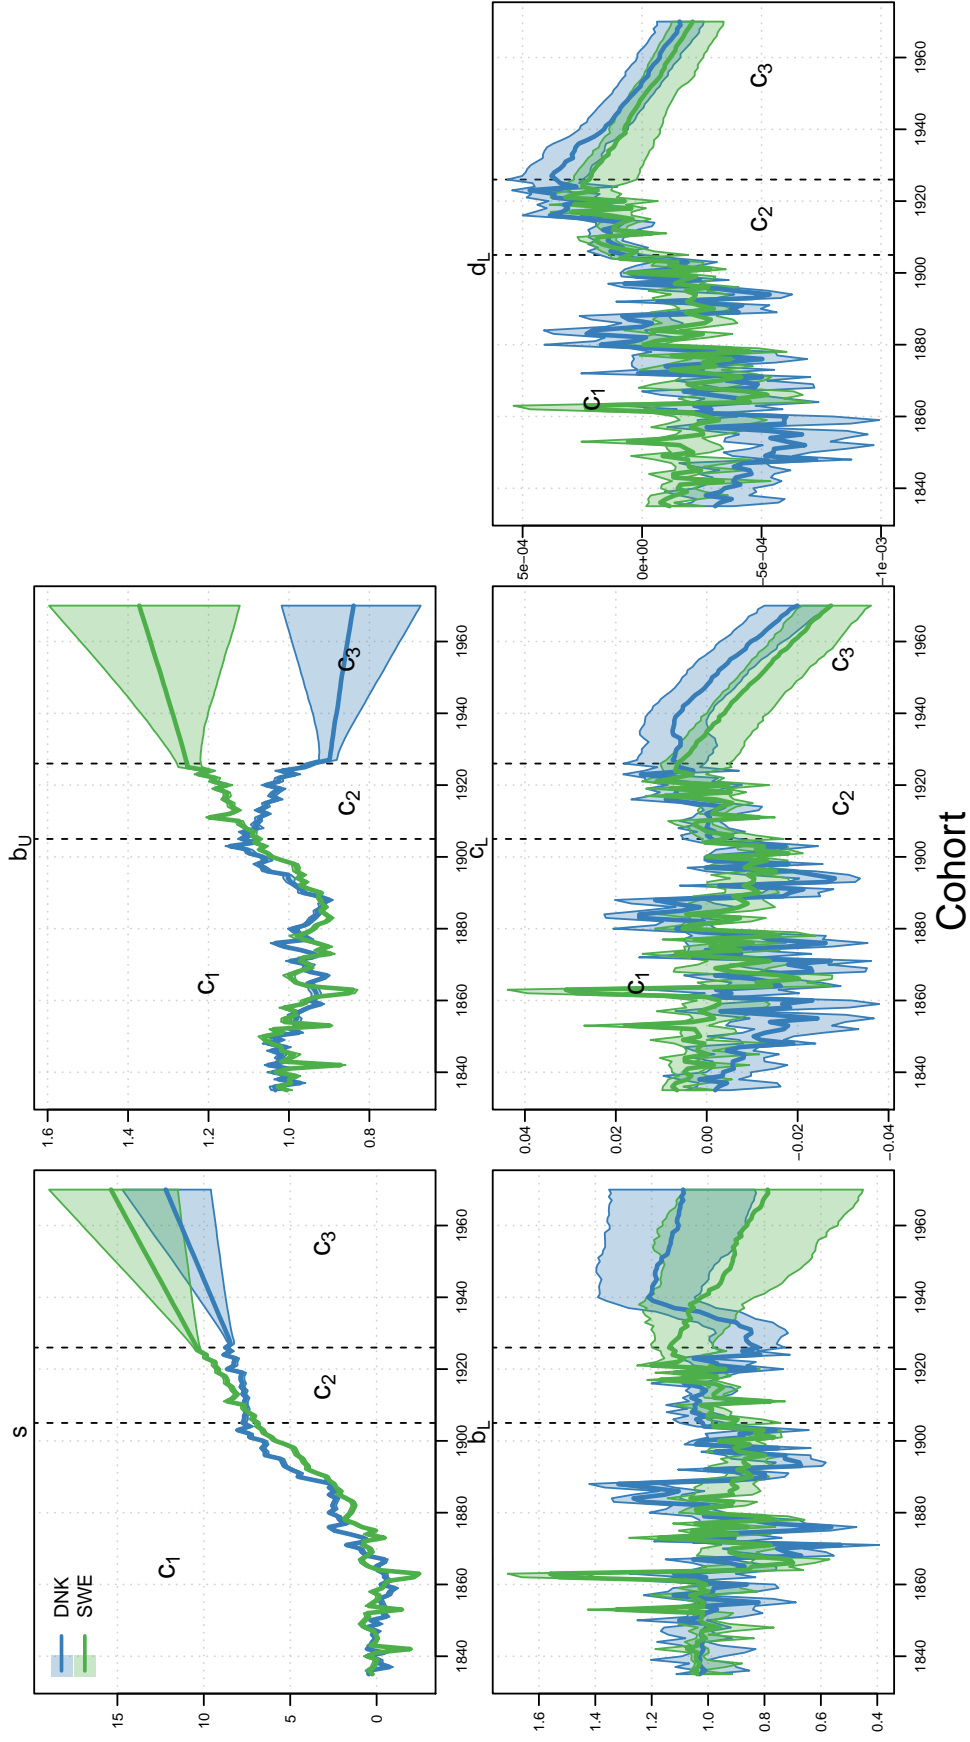 s
DNK
SWE
c1
c2
c3
0
5
10
15
1840
1860
1880
1900
1920
1940
1960
bU
c1
c2
c3
0.8
1.0
1.2
1.4
1.6
1840
1860
1880
1900
1920
1940
1960
bL
0.4
0.6
0.8
1.0
1.2
1.4
1.6
1840
1860
1880
1900
1920
1940
1960
cL
c1
c2
c3
−0.04
−0.02
0.00
0.02
0.04
1840
1860
1880
1900
1920
1940
1960
dL
c1
c2
c3
−1e−03
−5e−04
0e+00
5e−04
1840
1860
1880
1900
1920
1940
1960
Cohort